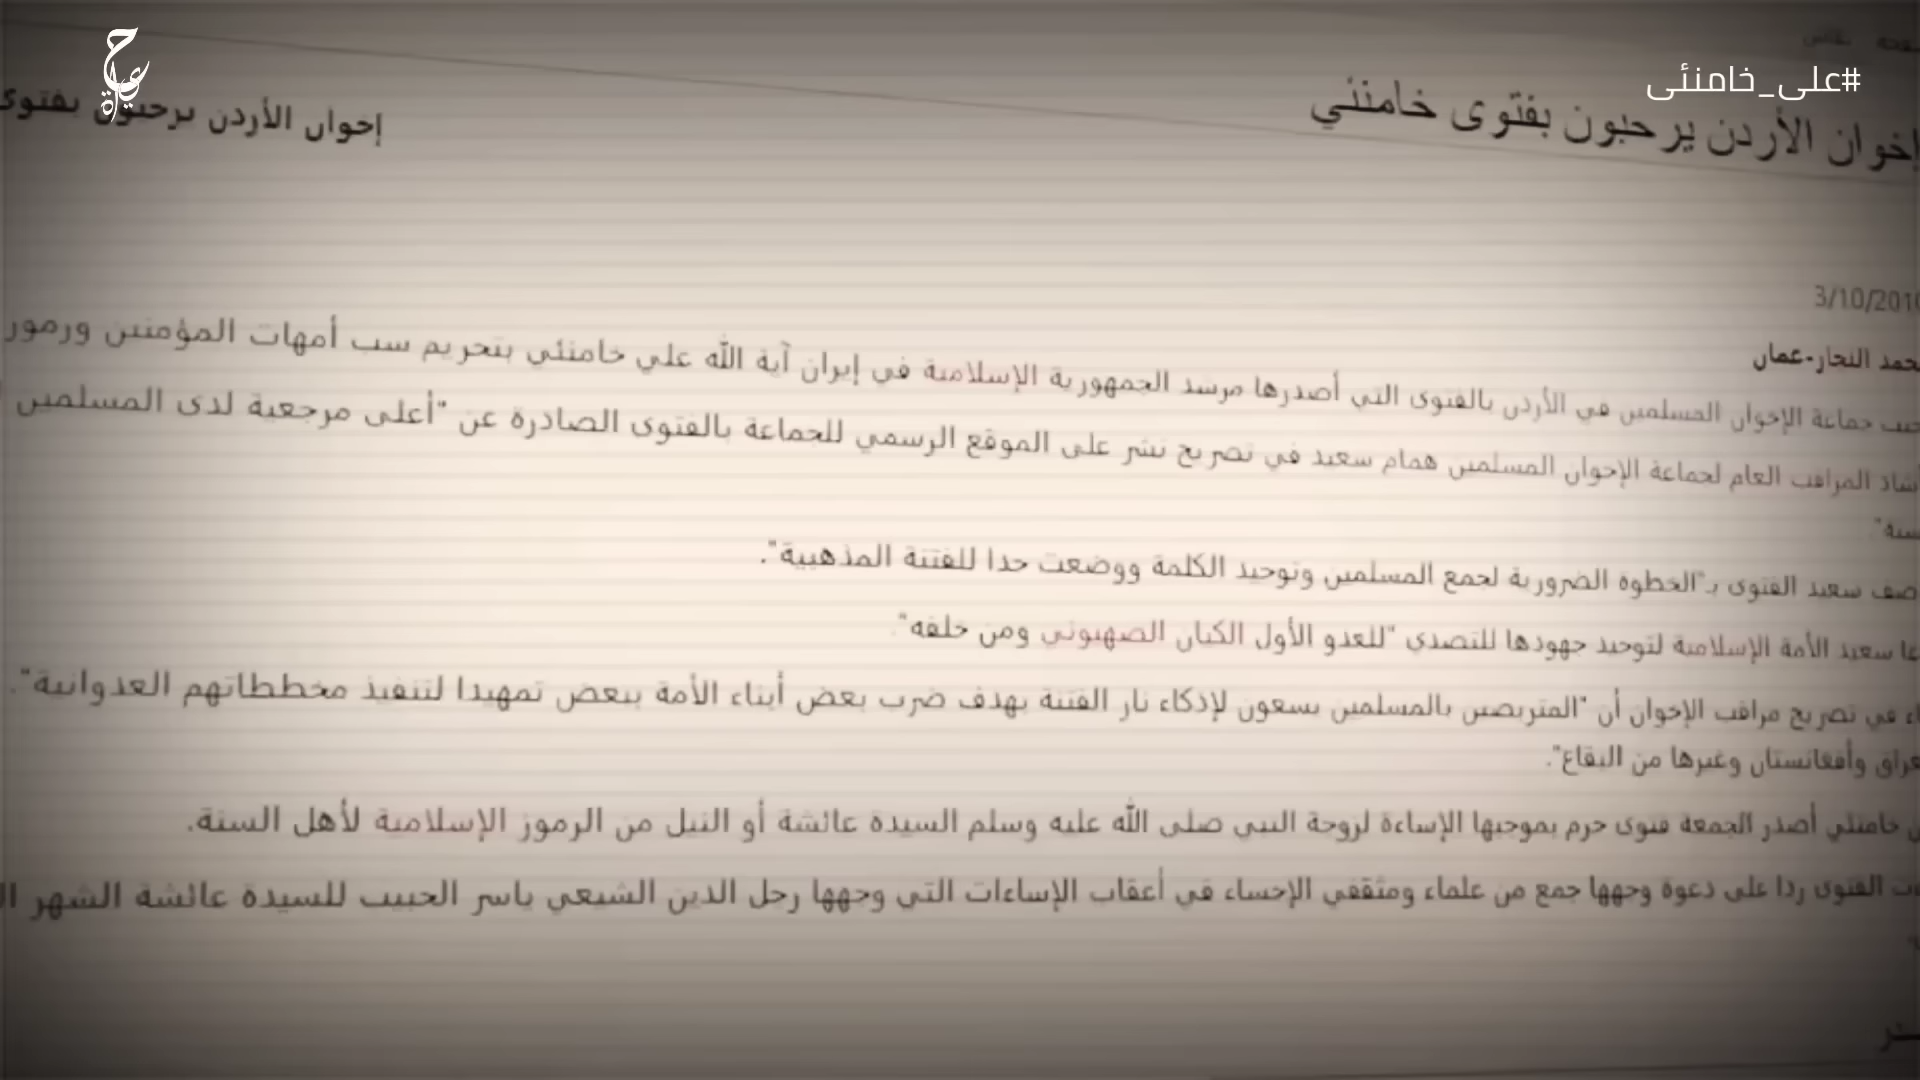 #على_خامنئى
إخوان الأردن يرحبون بفتوى خامنئي
إخوان الأردن يرحبون بفتوى
3/10/2010
محمد النجار-عمان
جماعة الإخوان المسلمين في الأردن بالفتوى التي أصدرها مرشد الجمهورية الإسلامية في إيران آية الله علي خامنئي بتحريم سب أمهات المؤمنين ورموز
المراقب العام لجماعة الإخوان المسلمين همام سعيد في تصريح نشر على الموقع الرسمي للجماعة بالفتوى الصادرة عن "أعلى مرجعية لدى المسلمين
سعيد الفتوى بـ"الخطوة الضرورية لجمع المسلمين وتوحيد الكلمة ووضعت حدا للفتنة المذهبية".
سعيد الأمة الإسلامية لتوحيد جهودها للتصدي "للعدو الأول الكيان الصهيوني ومن خلفه".
في تصريح مراقب الإخوان أن "المتربصين بالمسلمين يسعون لإذكاء نار الفتنة بهدف ضرب بعض أبناء الأمة ببعض تمهيدا لتنفيذ مخططاتهم العدوانية".
وأفغانستان وغيرها من البقاع".
خامنئي أصدر الجمعة فتوى حرم بموجبها الإساءة لزوجة النبي صلى الله عليه وسلم السيدة عائشة أو النيل من الرموز الإسلامية لأهل السنة.
الفتوى ردا على دعوة وجهها جمع من علماء ومثقفي الإحساء في أعقاب الإساءات التي وجهها رجل الدين الشيعي ياسر الحبيب للسيدة عائشة الشهر